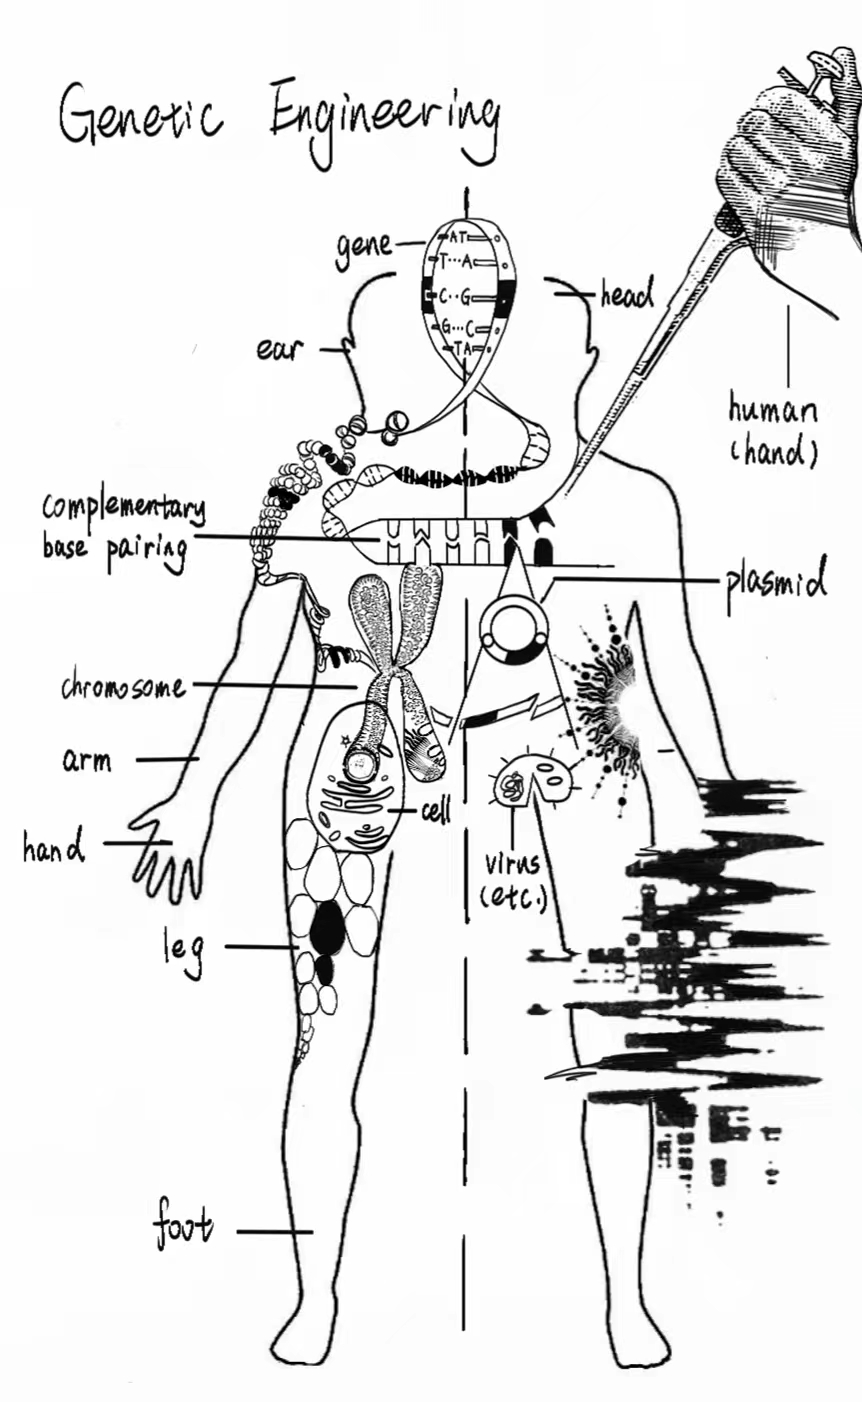 Genetic Engineering
gene
AT
T···A
C··G
G···C
TA
head
ear
human
(hand)
complementary
base pairing
plasmid
chromosome
arm
cell
hand
virus
(etc.)
leg
foot